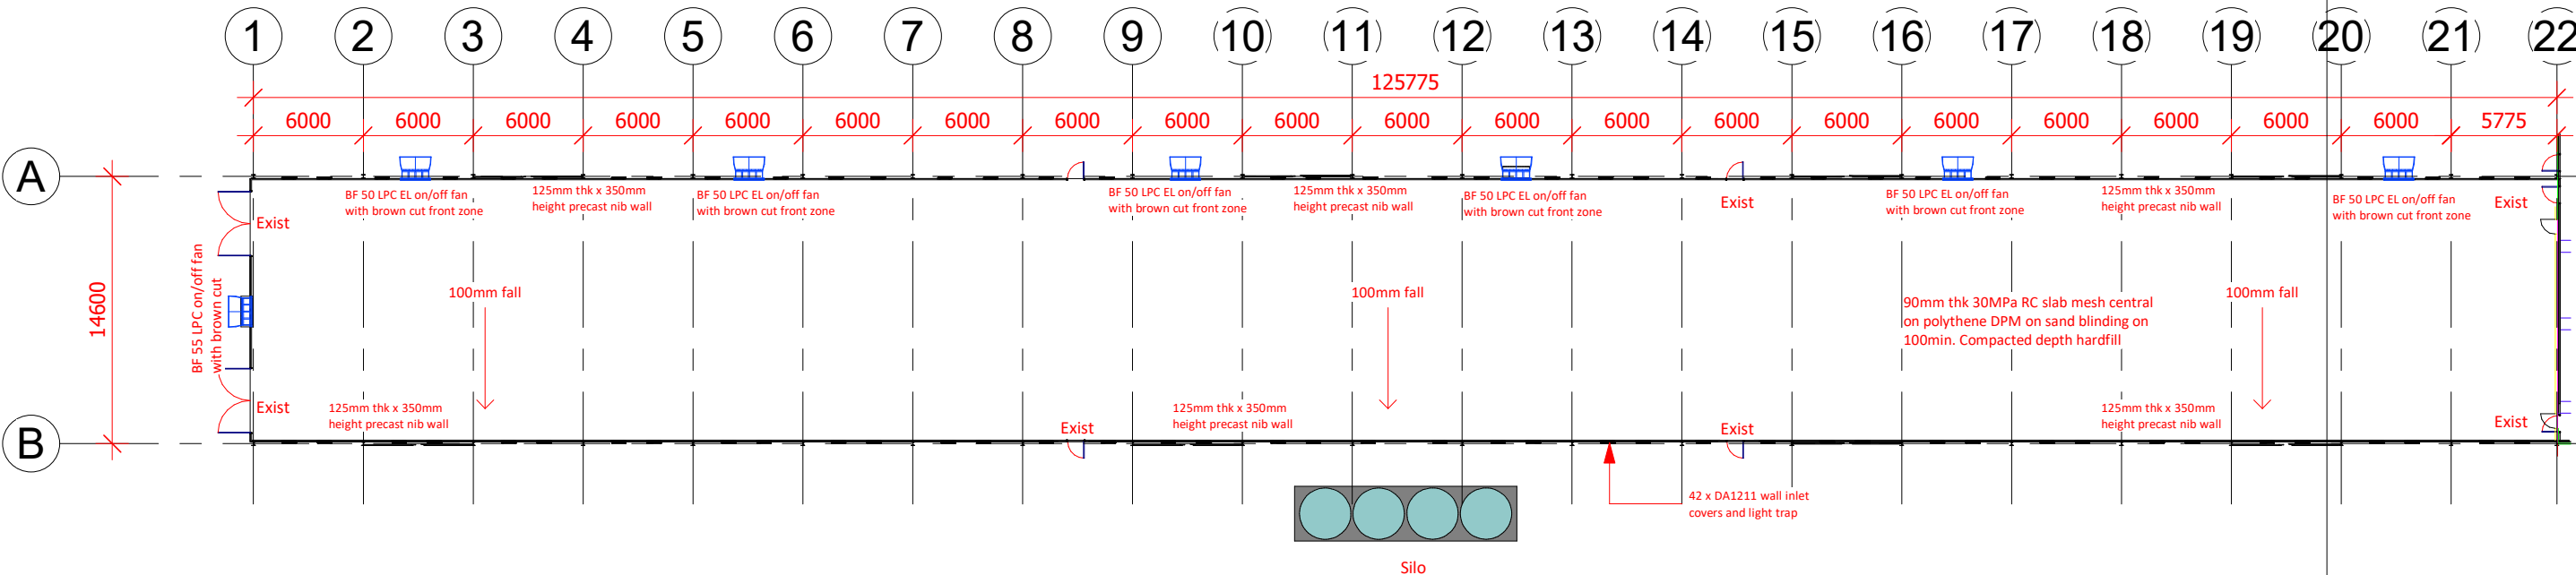 1 2 3 4 5 6 7 8 9 (10) (11) (12) (13) (14) (15) (16) (17) (18) (19) (20) (21) (22
125775
6000 6000 6000 6000 6000 6000 6000 6000 6000 6000 6000 6000 6000 6000 6000 6000 6000 6000 6000 6000 5775
A
BF 50 LPC EL on/off fan
with brown cut front zone
125mm thk x 350mm
height precast nib wall
BF 50 LPC EL on/off fan
with brown cut front zone
BF 50 LPC EL on/off fan
with brown cut front zone
125mm thk x 350mm
height precast nib wall
BF 50 LPC EL on/off fan
with brown cut front zone
Exist
BF 50 LPC EL on/off fan
with brown cut front zone
125mm thk x 350mm
height precast nib wall
BF 50 LPC EL on/off fan
with brown cut front zone
Exist
Exist
14600
BF 55 LPC on/off fan
with brown cut
100mm fall
100mm fall
90mm thk 30MPa RC slab mesh central
on polythene DPM on sand blinding on
100min. Compacted depth hardfill
100mm fall
Exist
125mm thk x 350mm
height precast nib wall
Exist
125mm thk x 350mm
height precast nib wall
Exist
125mm thk x 350mm
height precast nib wall
Exist
B
42 x DA1211 wall inlet
covers and light trap
Silo